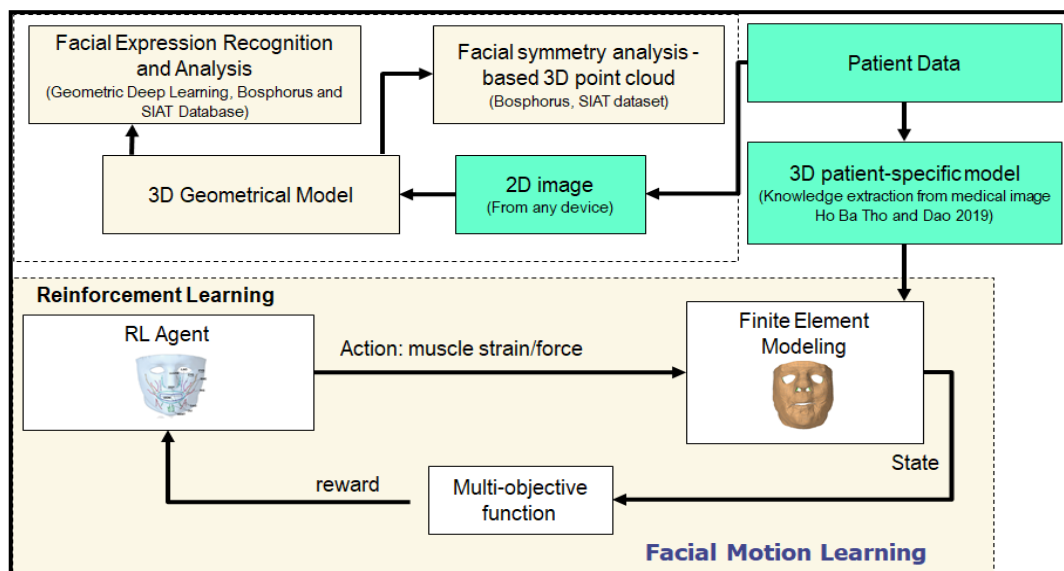 Facial Expression Recognition
and Analysis
(Geometric Deep Learning, Bosphorus and
SIAT Database)
Facial symmetry analysis -
based 3D point cloud
(Bosphorus, SIAT dataset)
Patient Data
3D Geometrical Model
2D image
(From any device)
3D patient-specific model
(Knowledge extraction from medical image
Ho Ba Tho and Dao 2019)
Reinforcement Learning
RL Agent
Action: muscle strain/force
Finite Element
Modeling
State
reward
Multi-objective
function
Facial Motion Learning